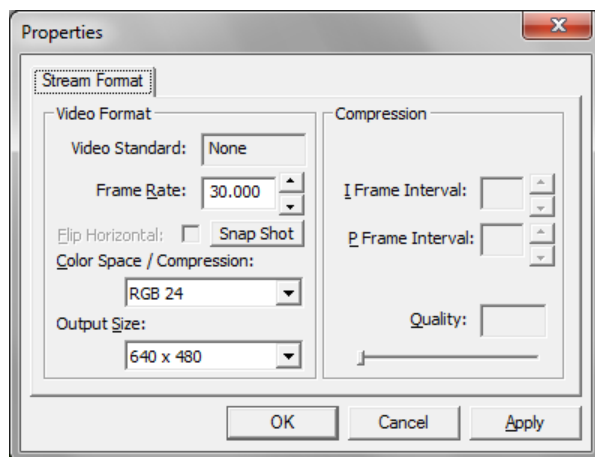 Properties
Stream Format
Video Format
Video Standard: None
Frame Rate: 30.000
Flip Horizontal: Snap Shot
Color Space / Compression:
RGB 24
Output Size:
640 x 480
Compression
I Frame Interval:
P Frame Interval:
Quality:
OK Cancel Apply